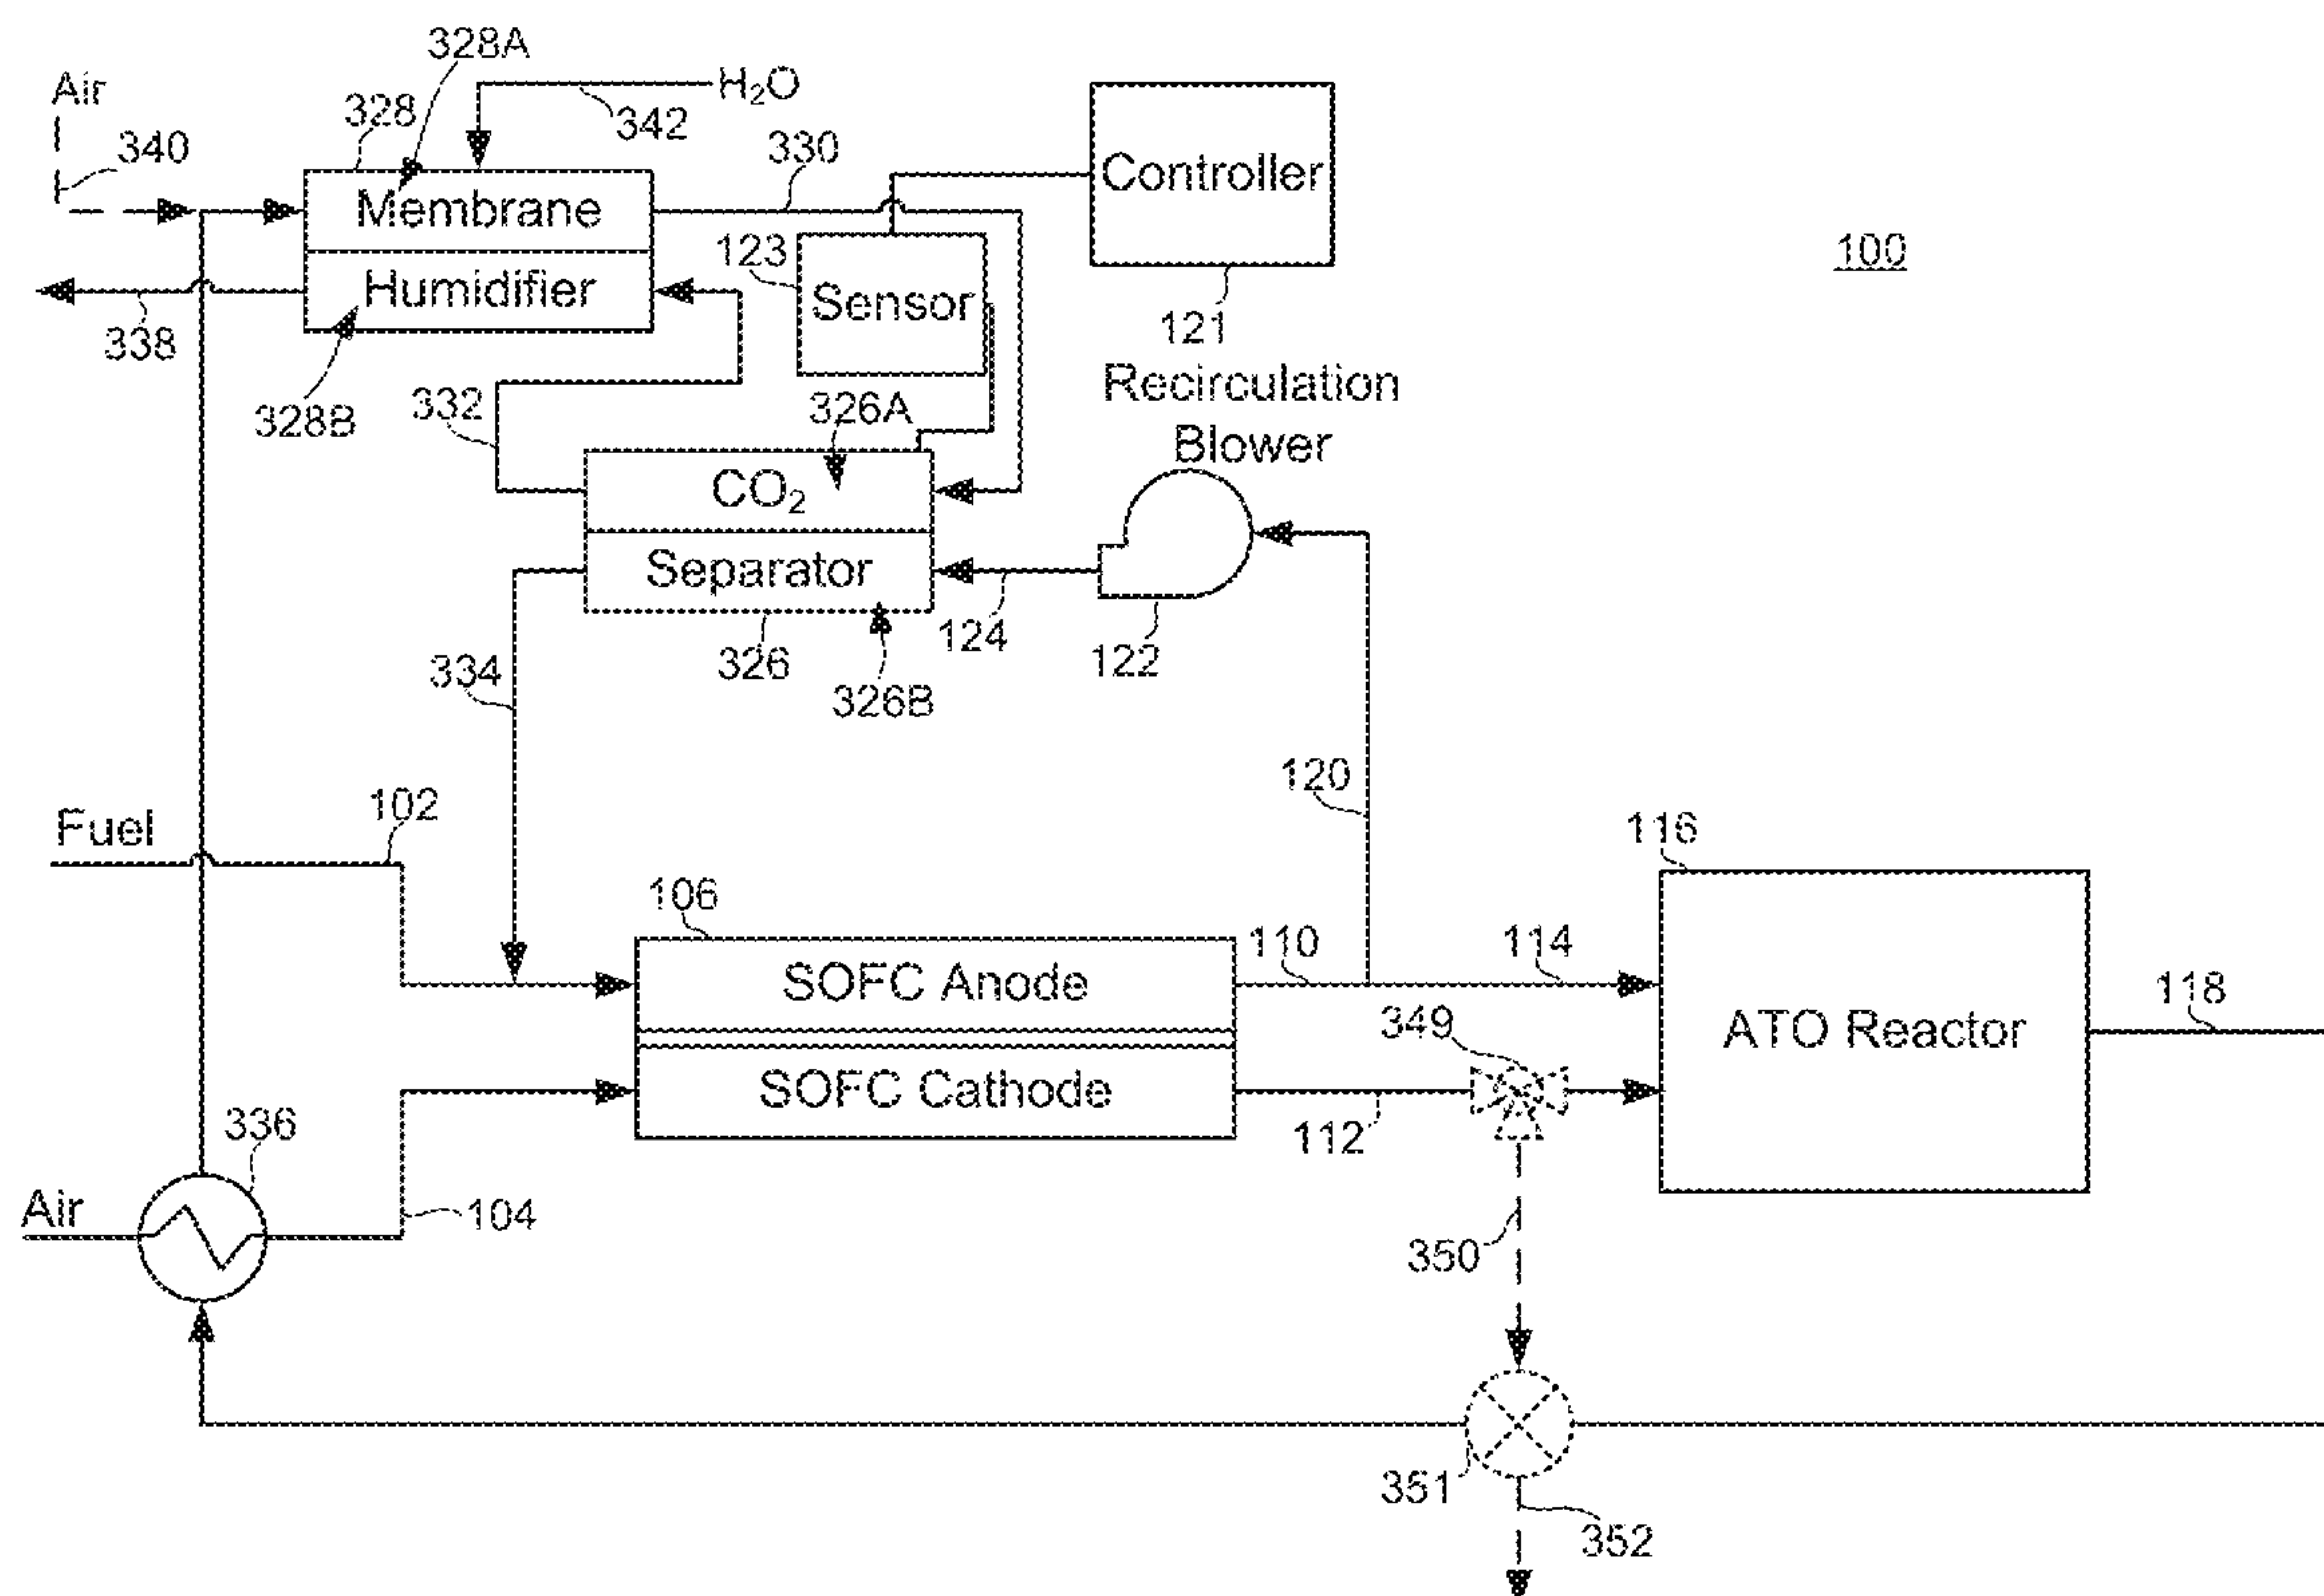 328A
Air
328
H₂O
342
340
330
Controller
Membrane
123
100
Humidifier
Sensor
338
121
Recirculation
328B
332
326A
Blower
CO₂
Separator
124
334
326
122
326B
120
102
Fuel
116
106
110
114
SOFC Anode
118
349
ATO Reactor
SOFC Cathode
336
112
Air
104
350
351
352